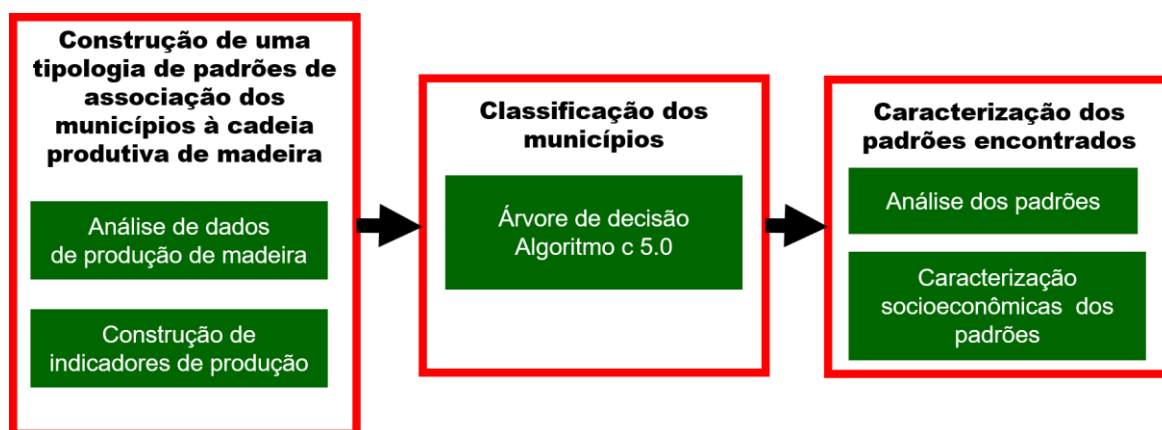 Construção de uma
tipologia de padrões de
associação dos
municípios à cadeia
produtiva de madeira
Análise de dados
de produção de madeira
Construção de
indicadores de produção
Classificação dos
municípios
Árvore de decisão
Algoritmo c 5.0
Caracterização dos
padrões encontrados
Análise dos padrões
Caracterização
socioeconômicas dos
padrões